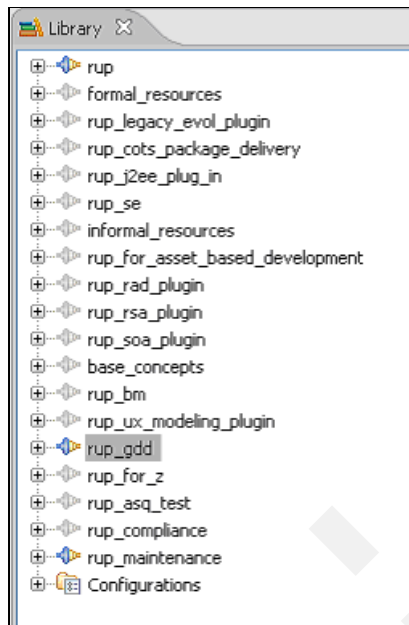 Library
rup
formal_resources
rup_legacy_evol_plugin
rup_cots_package_delivery
rup_j2ee_plug_in
rup_se
informal_resources
rup_for_asset_based_development
rup_rad_plugin
rup_rsa_plugin
rup_soa_plugin
base_concepts
rup_bm
rup_ux_modeling_plugin
rup_gdd
rup_for_z
rup_asq_test
rup_compliance
rup_maintenance
Configurations